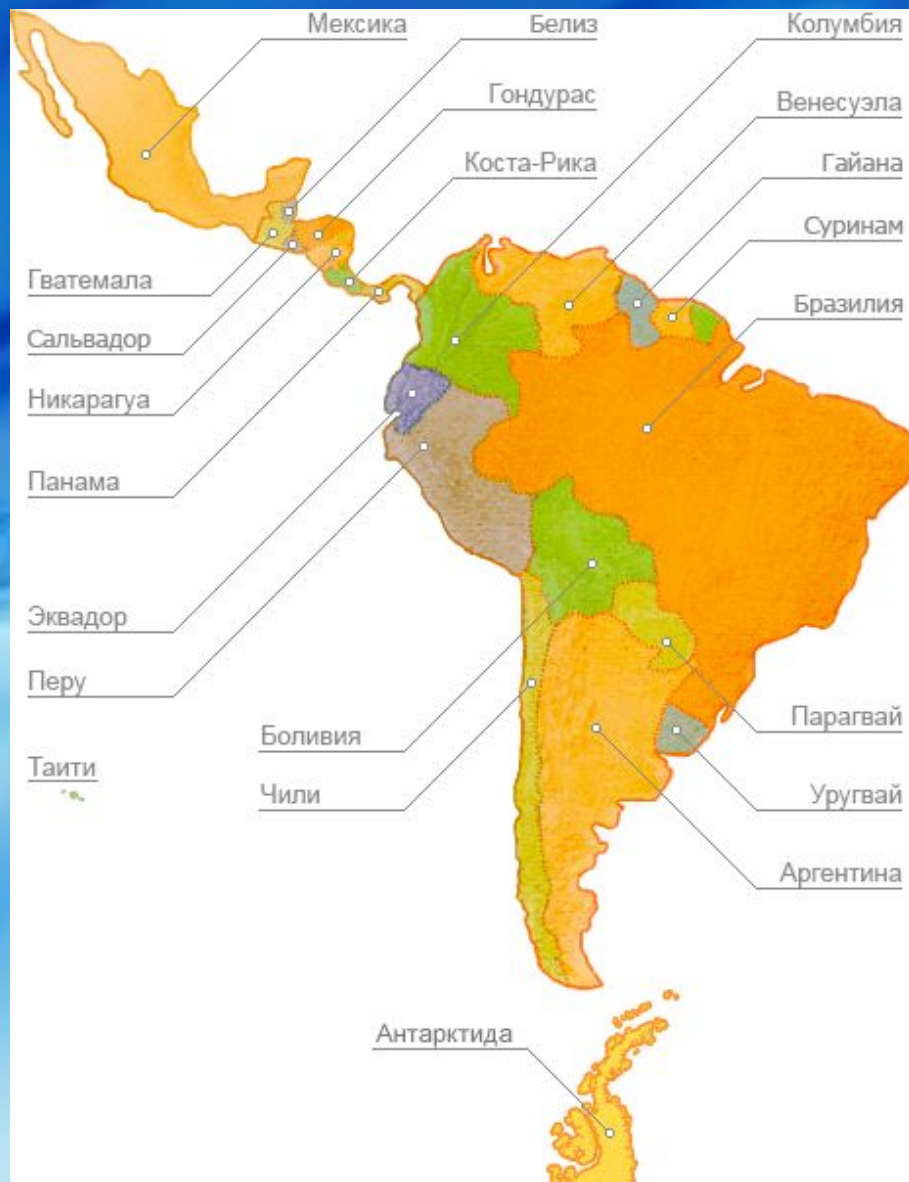 Мексика
Белиз
Колумбия
Гондурас
Венесуэла
Коста-Рика
Гайана
Суринам
Гватемала
Бразилия
Сальвадор
Никарагуа
Панама
Эквадор
Перу
Парагвай
Боливия
Таити
Чили
Уругвай
Аргентина
Антарктида